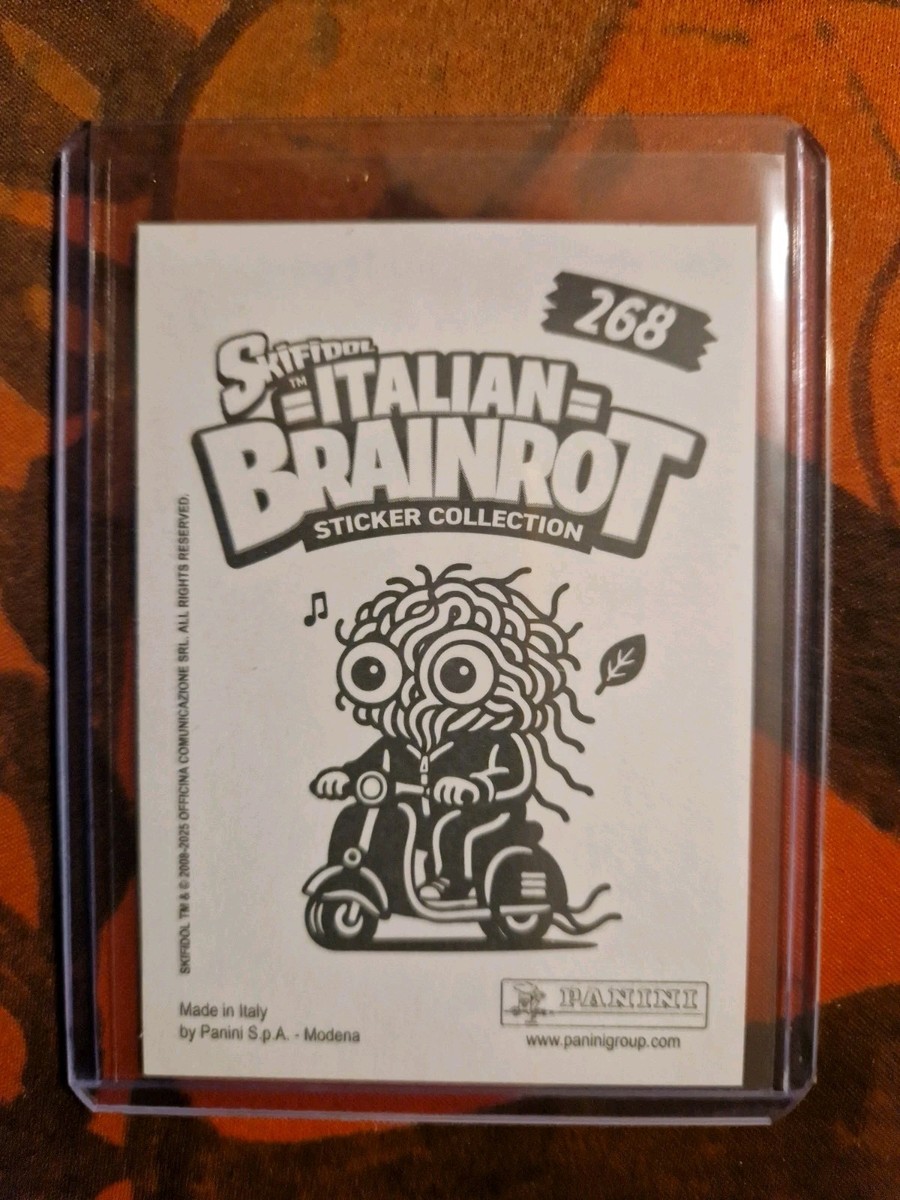 268
SKIFIDOL
TM
ITALIAN
BRAINROT
STICKER COLLECTION
SKIFIDOL TM & © 2009-2025 OFFICINA COMUNICAZIONE SRL. ALL RIGHTS RESERVED.
Made in Italy
by Panini S.p.A. - Modena
PANINI
www.paninigroup.com